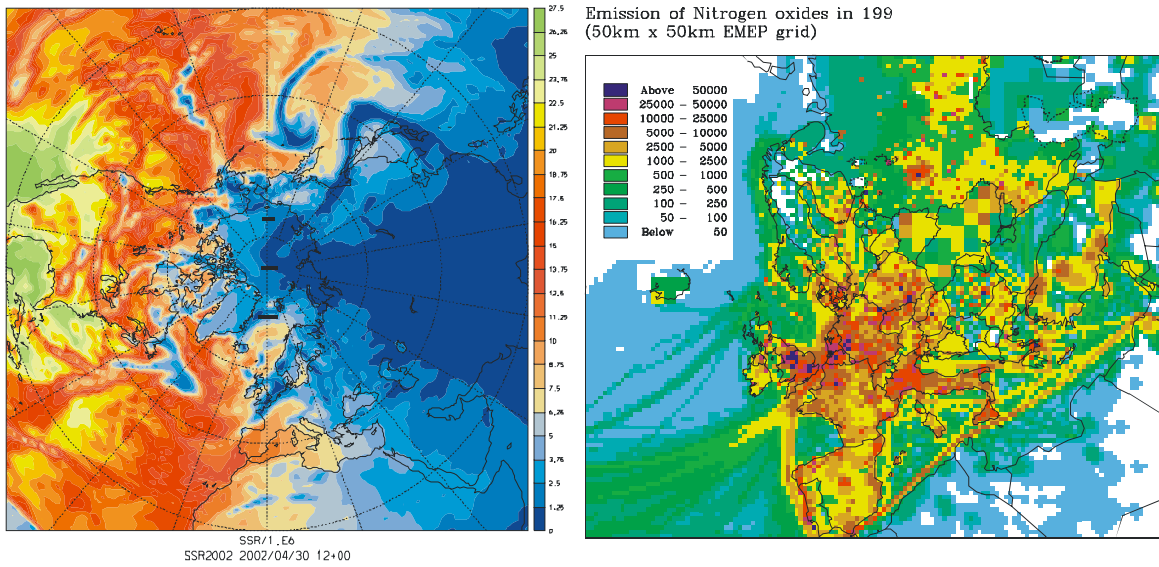 27.5
26.25
25
23.75
22.5
21.25
20
18.75
17.5
16.25
15
13.75
12.5
11.25
10
8.75
7.5
6.25
5
3.75
2.5
1.25
0
SSR/1.E6
SSR2002 2002/04/30 12+00
Emission of Nitrogen oxides in 199
(50km x 50km EMEP grid)
Above 50000
25000 - 50000
10000 - 25000
5000 - 10000
2500 - 5000
1000 - 2500
500 - 1000
250 - 500
100 - 250
50 - 100
Below 50